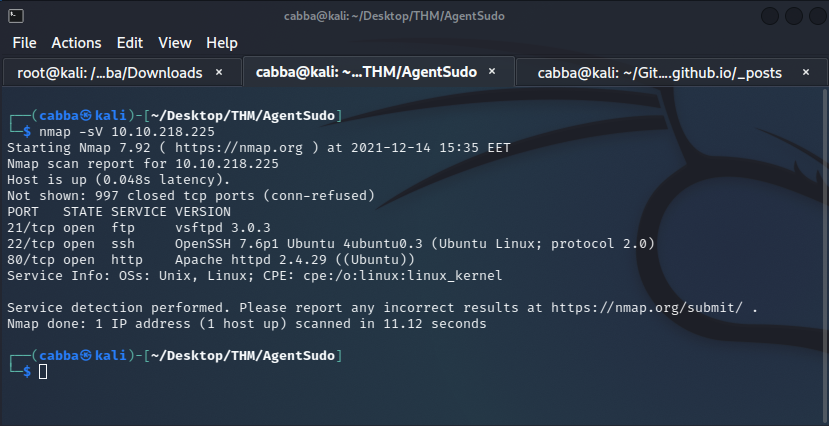 cabba@kali: ~/Desktop/THM/AgentSudo
File Actions Edit View Help
root@kali: /...ba/Downloads × cabba@kali: ~...THM/AgentSudo × cabba@kali: ~/Git....github.io/_posts ×
┌──(cabba㉿kali)-[~/Desktop/THM/AgentSudo]
└─$ nmap -sV 10.10.218.225
Starting Nmap 7.92 ( https://nmap.org ) at 2021-12-14 15:35 EET
Nmap scan report for 10.10.218.225
Host is up (0.048s latency).
Not shown: 997 closed tcp ports (conn-refused)
PORT   STATE SERVICE VERSION
21/tcp open  ftp     vsftpd 3.0.3
22/tcp open  ssh     OpenSSH 7.6p1 Ubuntu 4ubuntu0.3 (Ubuntu Linux; protocol 2.0)
80/tcp open  http    Apache httpd 2.4.29 ((Ubuntu))
Service Info: OSs: Unix, Linux; CPE: cpe:/o:linux:linux_kernel
Service detection performed. Please report any incorrect results at https://nmap.org/submit/ .
Nmap done: 1 IP address (1 host up) scanned in 11.12 seconds
┌──(cabba㉿kali)-[~/Desktop/THM/AgentSudo]
└─$